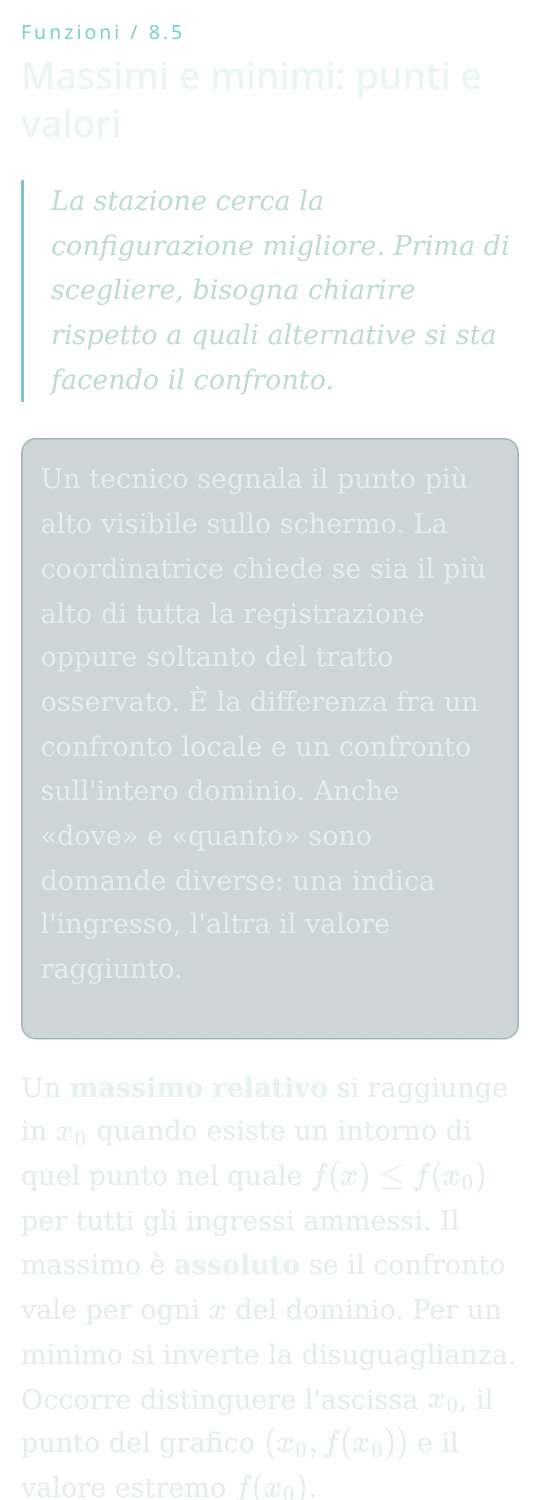 Funzioni / 8.5
Massimi e minimi: punti e
valori
La stazione cerca la
configurazione migliore. Prima di
scegliere, bisogna chiarire
rispetto a quali alternative si sta
facendo il confronto.
Un tecnico segnala il punto più
alto visibile sullo schermo. La
coordinatrice chiede se sia il più
alto di tutta la registrazione
oppure soltanto del tratto
osservato. È la differenza fra un
confronto locale e un confronto
sull'intero dominio. Anche
«dove» e «quanto» sono
domande diverse: una indica
l'ingresso, l'altra il valore
raggiunto.
Un massimo relativo si raggiunge
in x₀ quando esiste un intorno di
quel punto nel quale f(x) ≤ f(x₀)
per tutti gli ingressi ammessi. Il
massimo è assoluto se il confronto
vale per ogni x del dominio. Per un
minimo si inverte la disuguaglianza.
Occorre distinguere l'ascissa x₀, il
punto del grafico (x₀, f(x₀)) e il
valore estremo f(x₀).